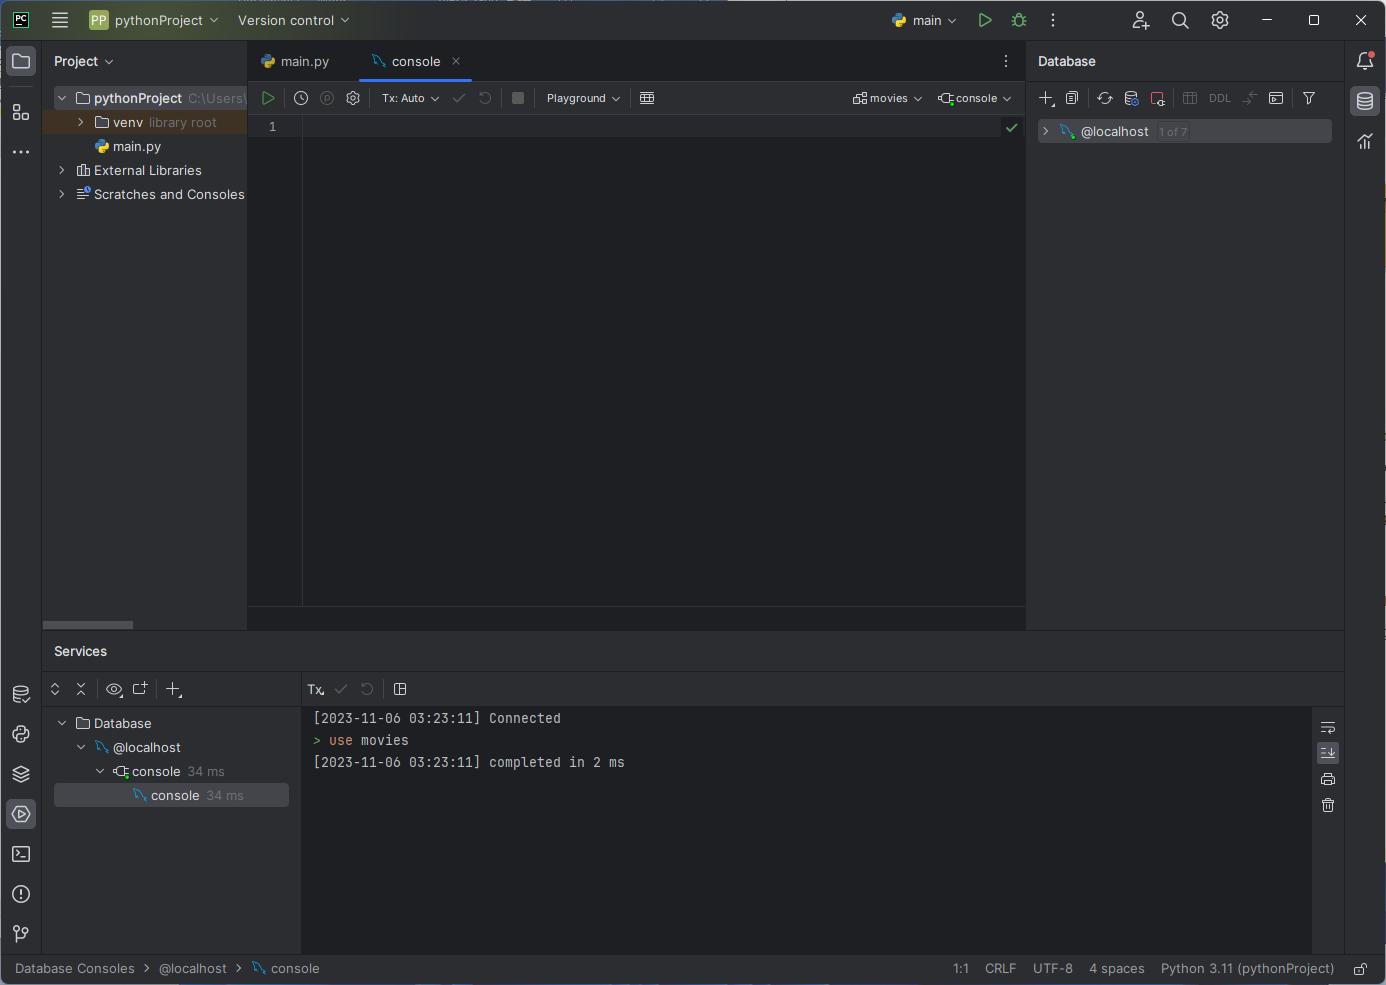 PC PP pythonProject Version control main
Project main.py console Database
pythonProject C:\Users\ Tx: Auto Playground movies console DDL
venv library root 1 @localhost 1 of 7
main.py
External Libraries
Scratches and Consoles
Services
Tx
Database [2023-11-06 03:23:11] Connected
@localhost > use movies
console 34 ms [2023-11-06 03:23:11] completed in 2 ms
console 34 ms
Database Consoles > @localhost > console 1:1 CRLF UTF-8 4 spaces Python 3.11 (pythonProject)